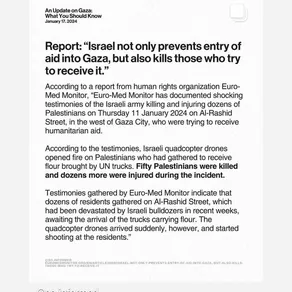 An Update on Gaza:
What You Should Know
January 17, 2024
Report: “Israel not only prevents entry of
aid into Gaza, but also kills those who try
to receive it.”
According to a report from human rights organization Euro-
Med Monitor, "Euro-Med Monitor has documented shocking
testimonies of the Israeli army killing and injuring dozens of
Palestinians on Thursday 11 January 2024 on Al-Rashid
Street, in the west of Gaza City, who were trying to receive
humanitarian aid.
According to the testimonies, Israeli quadcopter drones
opened fire on Palestinians who had gathered to receive
flour brought by UN trucks. Fifty Palestinians were killed
and dozens more were injured during the incident.
Testimonies gathered by Euro-Med Monitor indicate that
dozens of residents gathered on Al-Rashid Street, which
had been devastated by Israeli bulldozers in recent weeks,
awaiting the arrival of the trucks carrying flour. The
quadcopter drones arrived suddenly, however, and started
shooting at the residents."